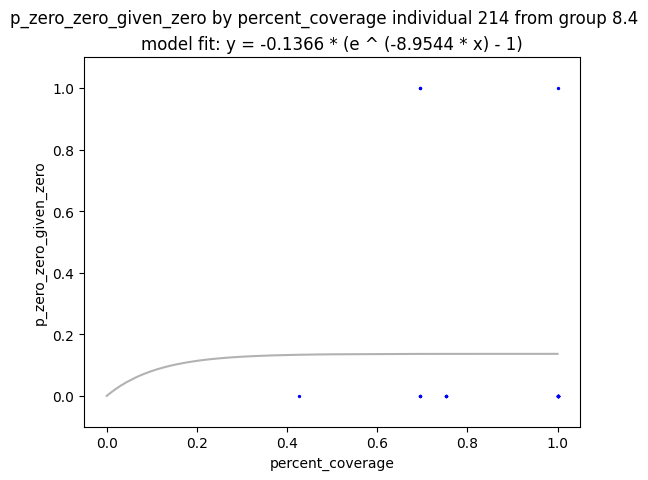 p_zero_zero_given_zero by percent_coverage individual 214 from group 8.4
model fit: y = -0.1366 * (e ^ (-8.9544 * x) - 1)
1.0
0.8
0.6
0.4
0.2
0.0
p_zero_zero_given_zero
0.0 0.2 0.4 0.6 0.8 1.0
percent_coverage